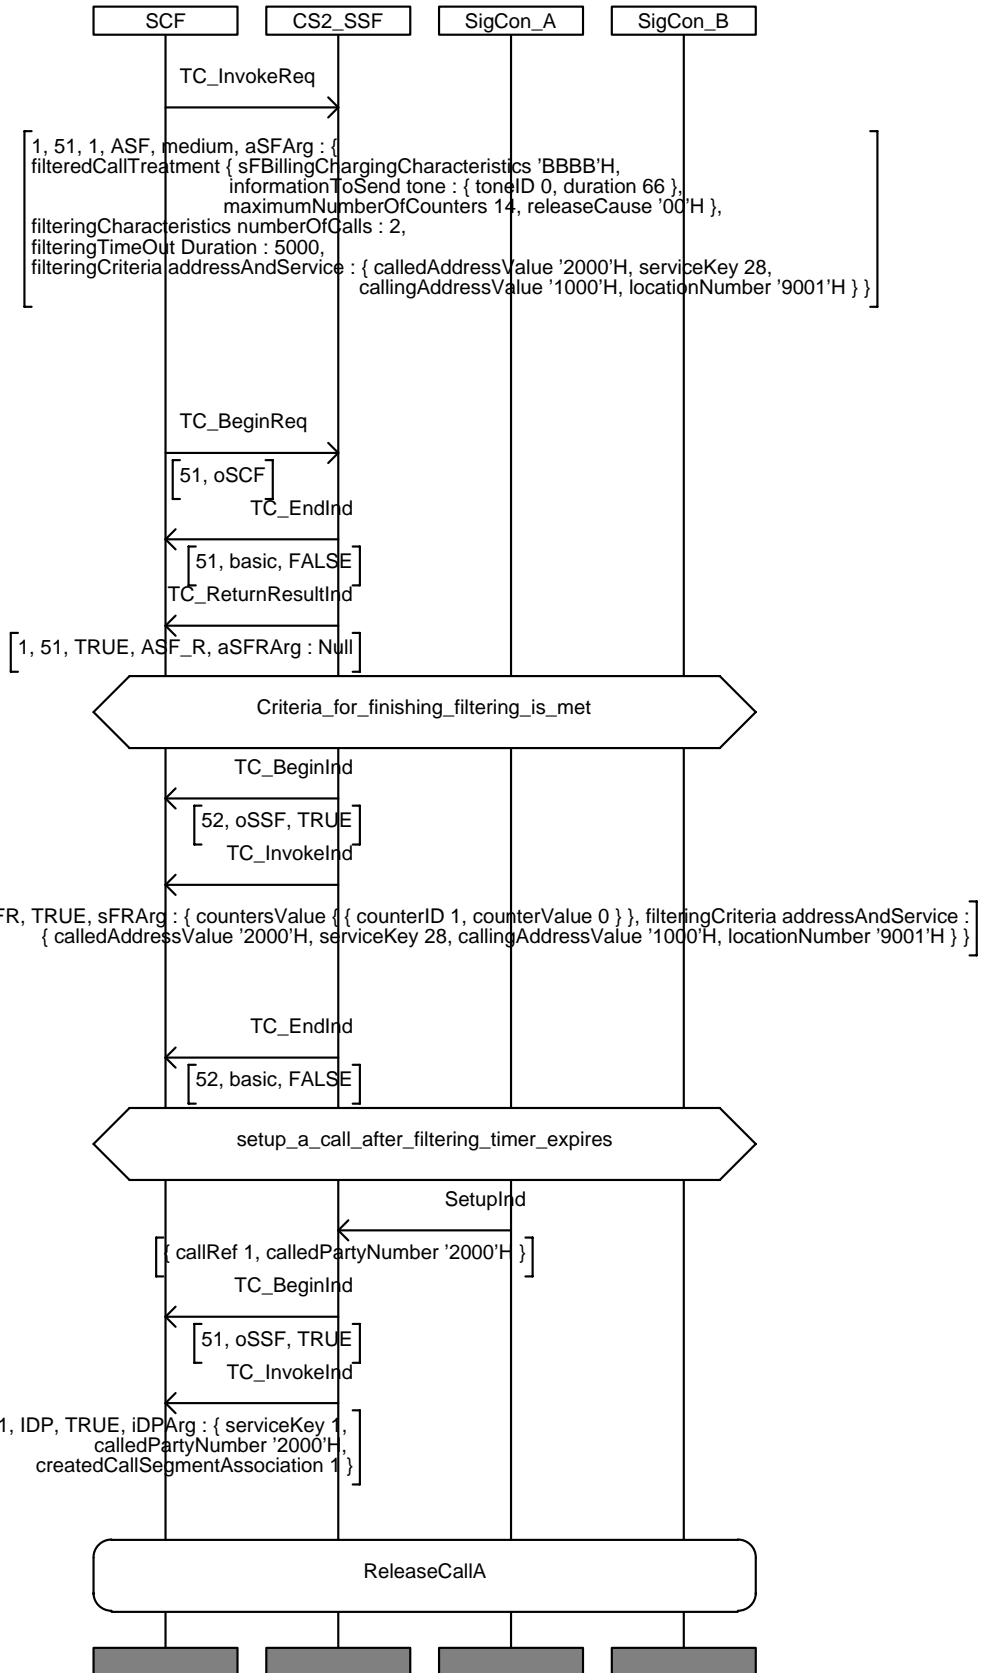 SCF CS2_SSF SigCon_A SigCon_B
TC_InvokeReq
1, 51, 1, ASF, medium, aSFArg : {
filteredCallTreatment { sFBillingChargingCharacteristics 'BBBB'H,
informationToSend tone : { toneID 0, duration 66 },
maximumNumberOfCounters 14, releaseCause '00'H },
filteringCharacteristics numberOfCalls : 2,
filteringTimeOut Duration : 5000,
filteringCriteria addressAndService : { calledAddressValue '2000'H, serviceKey 28,
callingAddressValue '1000'H, locationNumber '9001'H } }
TC_BeginReq
51, oSCF
TC_EndInd
51, basic, FALSE
TC_ReturnResultInd
1, 51, TRUE, ASF_R, aSFRArg : Null
Criteria_for_finishing_filtering_is_met
TC_BeginInd
52, oSSF, TRUE
TC_InvokeInd
FR, TRUE, sFRArg : { countersValue { { counterID 1, counterValue 0 } }, filteringCriteria addressAndService :
{ calledAddressValue '2000'H, serviceKey 28, callingAddressValue '1000'H, locationNumber '9001'H } }
TC_EndInd
52, basic, FALSE
setup_a_call_after_filtering_timer_expires
SetupInd
{ callRef 1, calledPartyNumber '2000'H }
TC_BeginInd
51, oSSF, TRUE
TC_InvokeInd
1, IDP, TRUE, iDPArg : { serviceKey 1,
calledPartyNumber '2000'H,
createdCallSegmentAssociation 1 }
ReleaseCallA